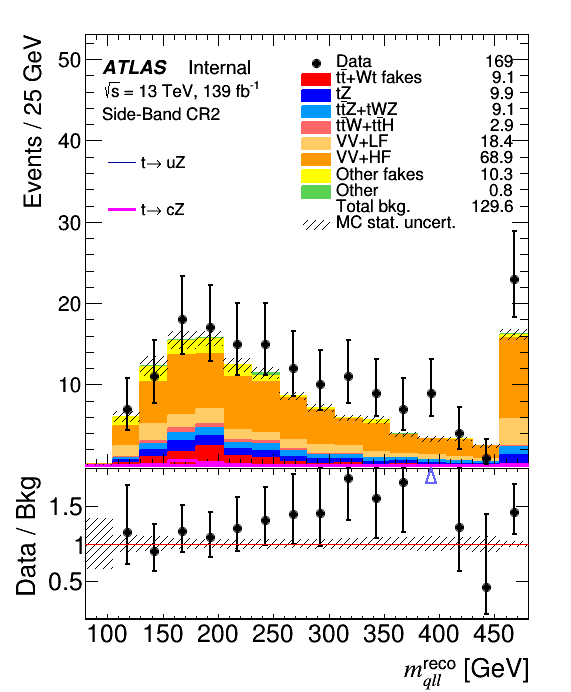 Events / 25 GeV
50
40
30
20
10
ATLAS Internal
√s = 13 TeV, 139 fb⁻¹
Side-Band CR2
t→ uZ
t→ cZ
Data 169
tt̄+Wt fakes 9.1
tZ 9.9
tt̄Z+tWZ 9.1
tt̄W+tt̄H 2.9
VV+LF 18.4
VV+HF 68.9
Other fakes 10.3
Other 0.8
Total bkg. 129.6
MC stat. uncert.
Data / Bkg
1.5
1
0.5
100 150 200 250 300 350 400 450
m_{qll}^{reco} [GeV]